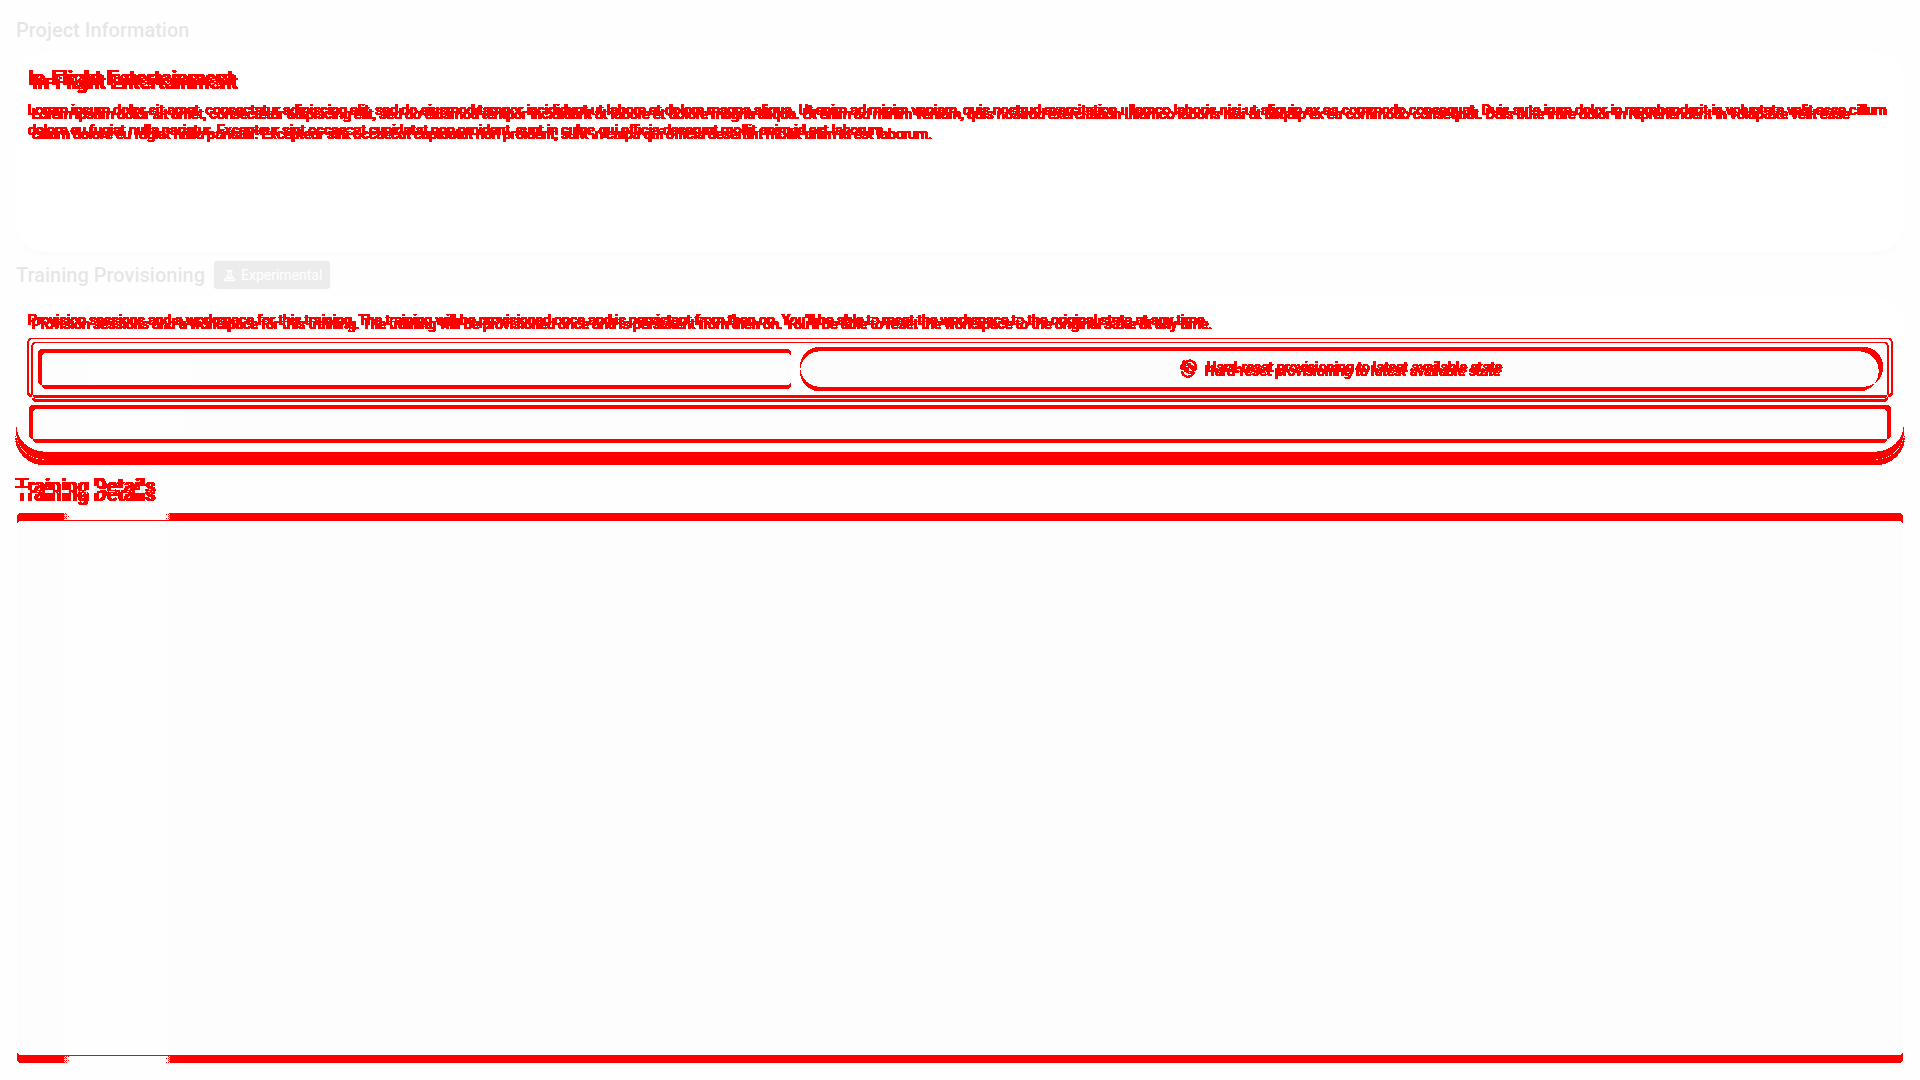 Project Information
In-Flight Entertainment
Lorem ipsum dolor sit amet, consectetur adipiscing elit, sed do eiusmod tempor incididunt ut labore et dolore magna aliqua. Ut enim ad minim veniam, quis nostrud exercitation ullamco laboris nisi ut aliquip ex ea commodo consequat. Duis aute irure dolor in reprehenderit in voluptate velit esse cillum
dolore eu fugiat nulla pariatur. Excepteur sint occaecat cupidatat non proident, sunt in culpa qui officia deserunt mollit anim id est laborum.
Training Provisioning Experimental
Provision sessions and a workspace for this training. The training will be provisioned once and is persistent from then on. You'll be able to reset the workspace to the original state at any time.
Hard-reset provisioning to latest available state
Training Details